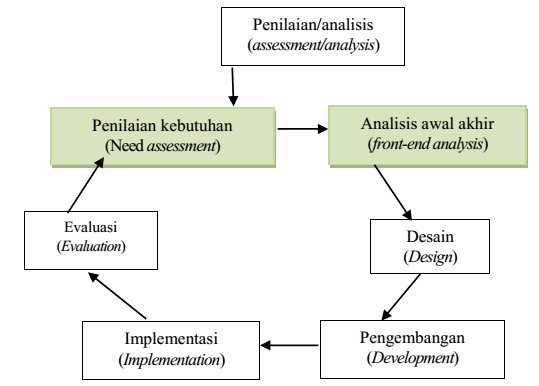 Penilaian/analisis
(assessment/analysis)
Penilaian kebutuhan
(Need assessment)
Analisis awal akhir
(front-end analysis)
Evaluasi
(Evaluation)
Desain
(Design)
Implementasi
(Implementation)
Pengembangan
(Development)